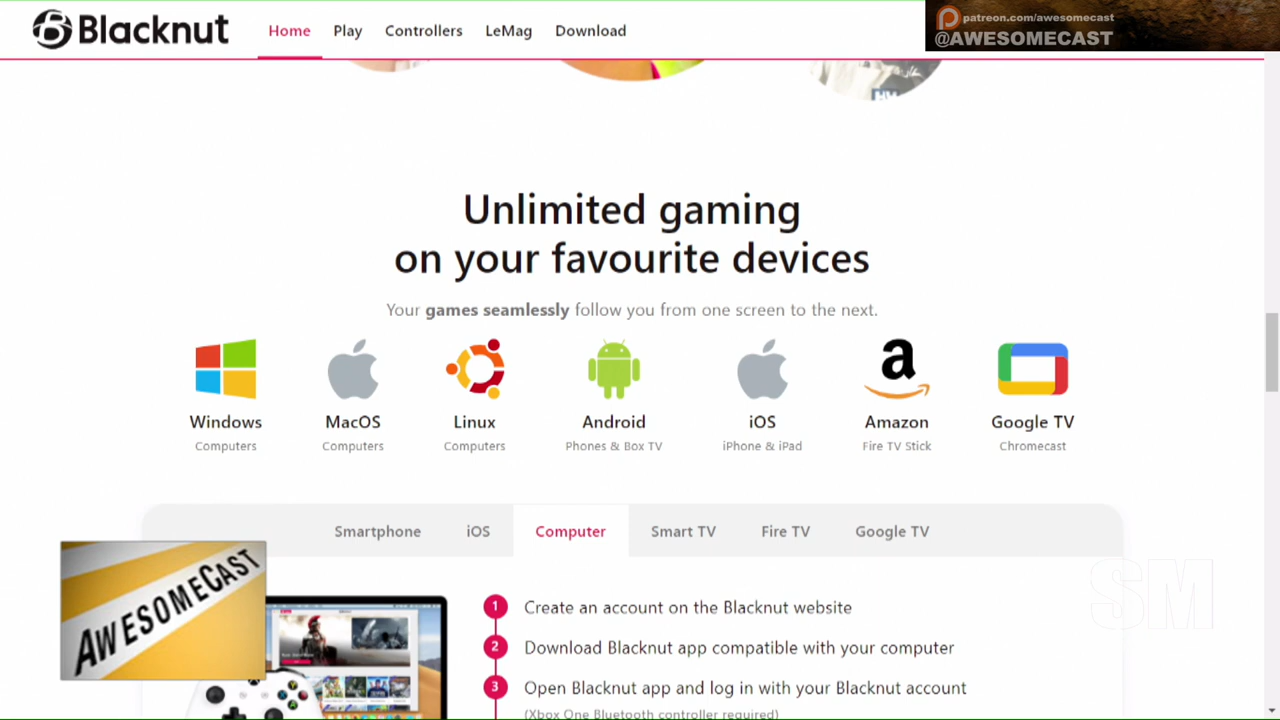 Blacknut
Home Play Controllers LeMag Download
patreon.com/awesomecast
@AWESOMECAST
Unlimited gaming
on your favourite devices
Your games seamlessly follow you from one screen to the next.
Windows MacOS Linux Android iOS Amazon Google TV
Computers Computers Computers Phones & Box TV iPhone & iPad Fire TV Stick Chromecast
Smartphone iOS Computer Smart TV Fire TV Google TV
AWESOMECAST
SM
1 Create an account on the Blacknut website
2 Download Blacknut app compatible with your computer
3 Open Blacknut app and log in with your Blacknut account
(Xbox One Bluetooth controller required)